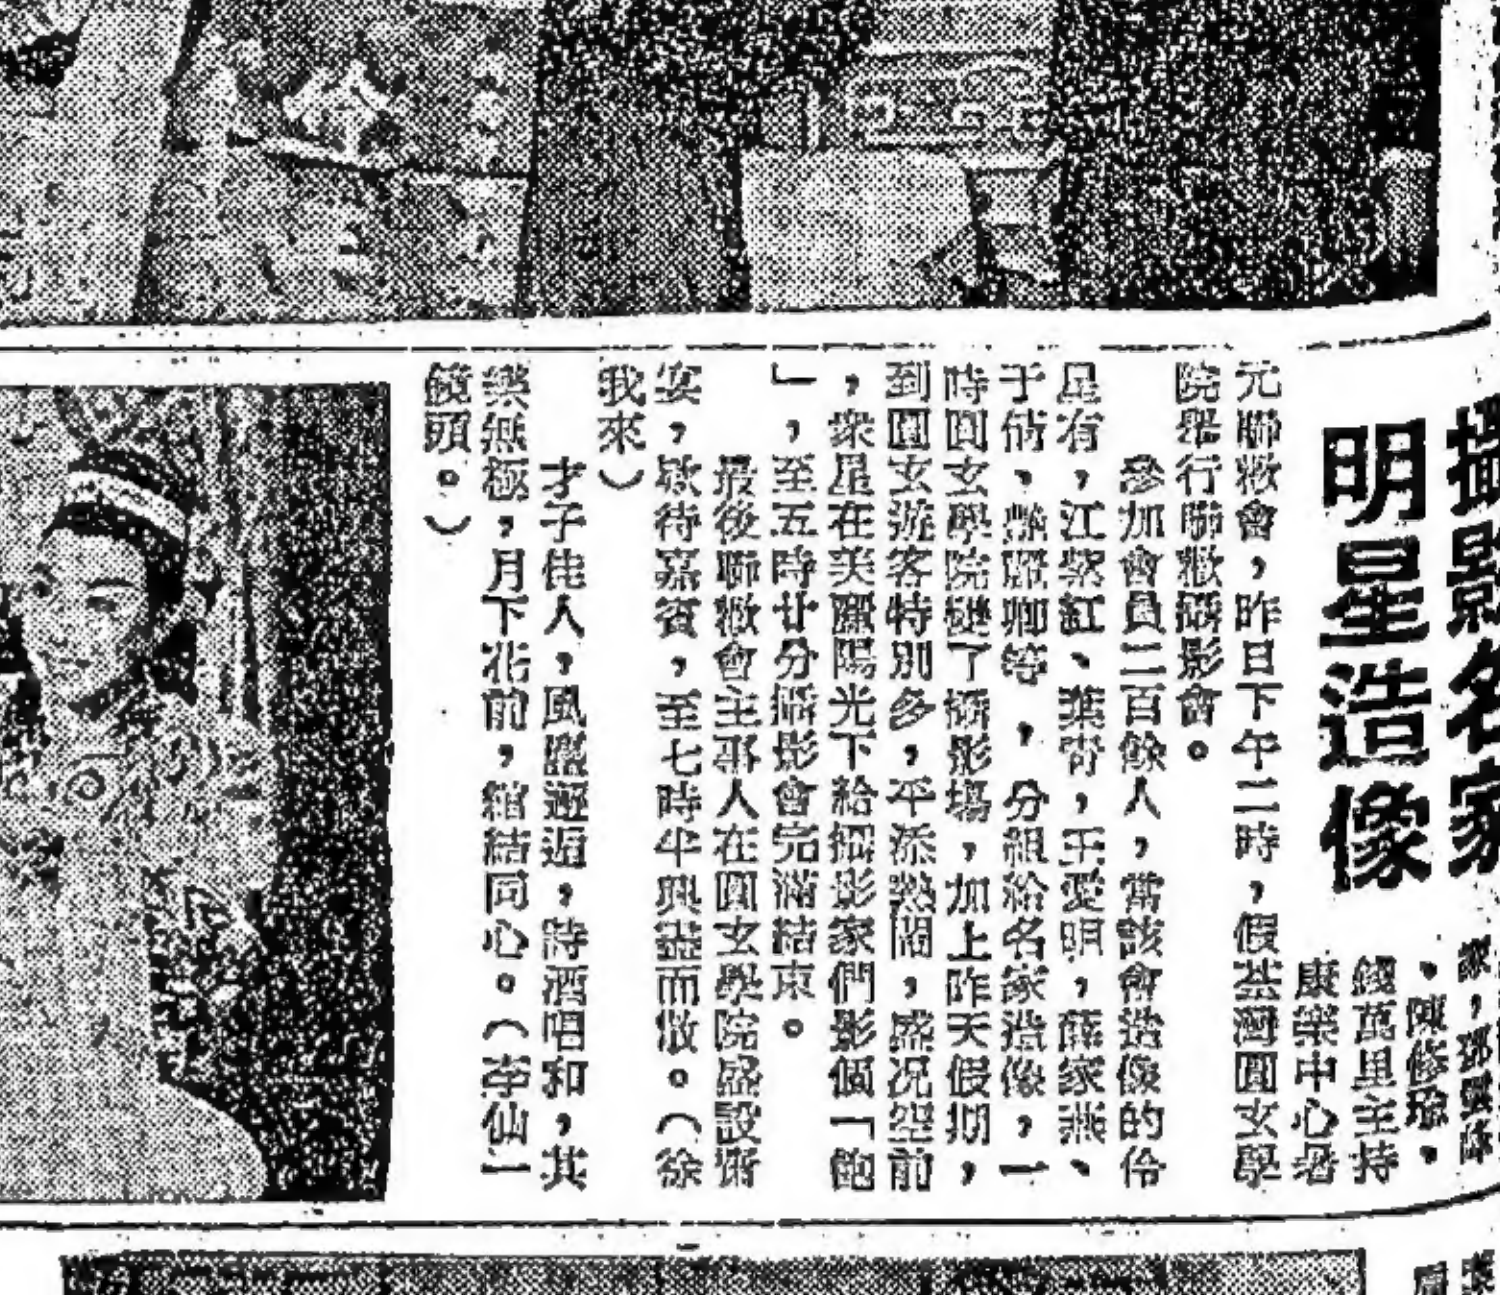 攝影名家
明星造像
、陳修瑜、
錢萬里主持
康樂中心暑
元聯歡會，昨日下午二時，假荃灣圓玄學
院舉行聯歡攝影會。
參加會員二百餘人，當該會造像的伶
星有，江紫紅、葉青，王愛明，薛家燕、
于倩、燕卿等，分組給名家造像，一
時圓玄學院變了攝影場，加上昨天假期，
到圓玄遊客特別多，平添熱鬧，盛况空前
，衆星在美麗陽光下給攝影家們影個「飽
」，至五時廿分攝影會完滿結束。
最後聯歡會主事人在圓玄學院盛設齋
宴，欵待嘉賓，至七時半興盡而散。（徐
我來）
才子佳人，風塵邂逅，詩酒唱和，其
樂無極，月下花前，綰結同心。（李仙一
鏡頭。）